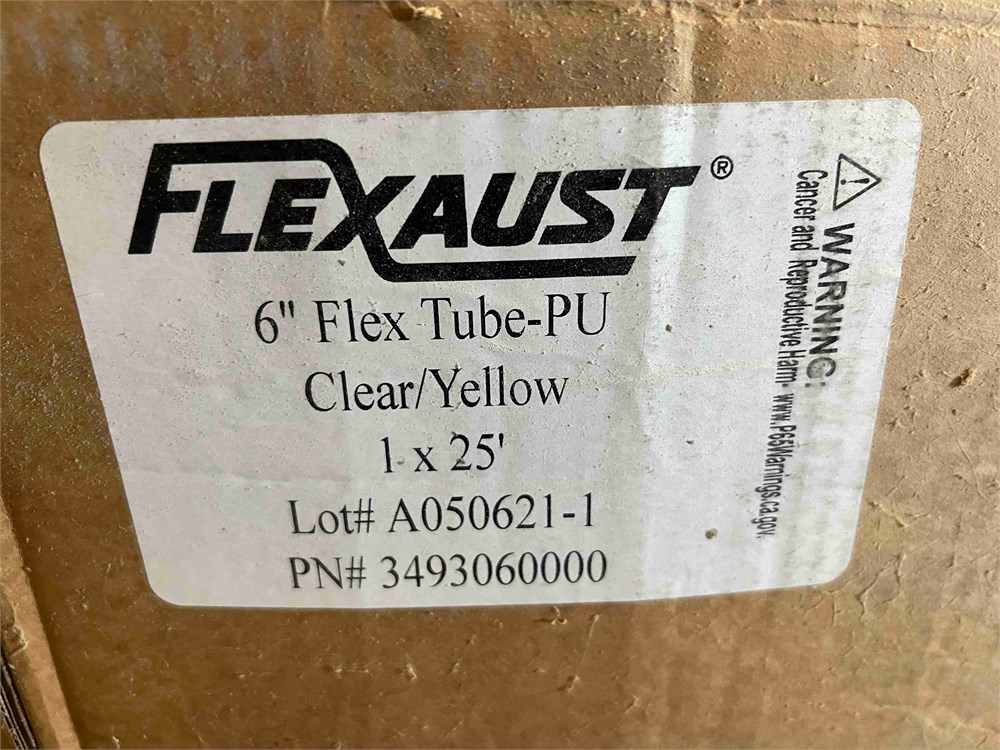 FLEXAUST®
6" Flex Tube-PU
Clear/Yellow
1 x 25'
Lot# A050621-1
PN# 3493060000
WARNING:
Cancer and Reproductive Harm- www.P65Warnings.ca.gov.